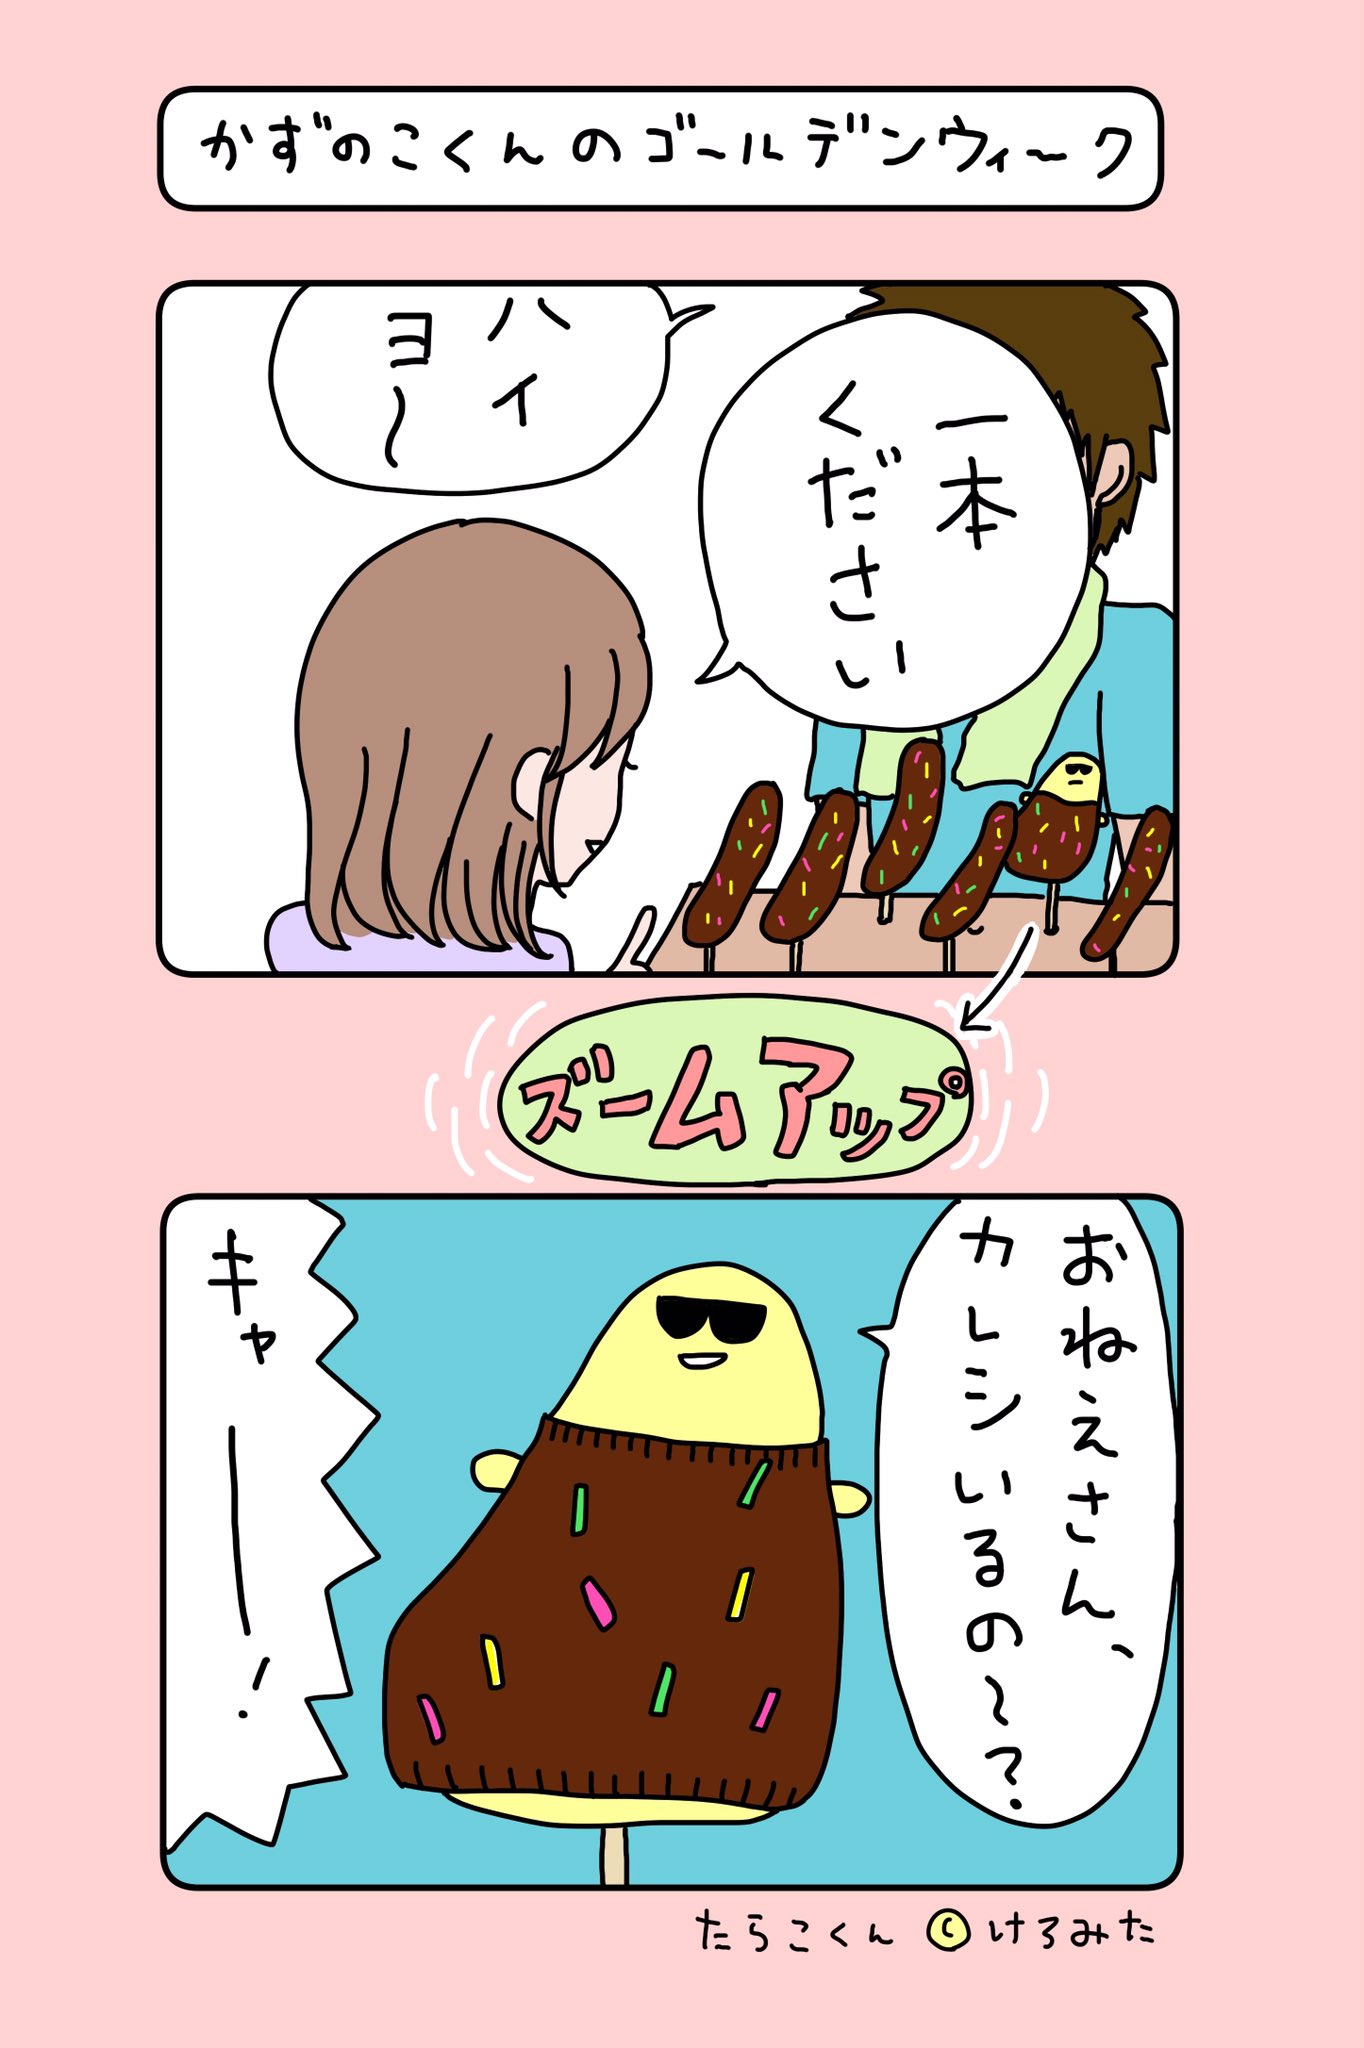 かずのこくんのゴールデンウィーク
一本
ください
ハイ
ヨ〜
ズームアップ
おねえさん、
カレシいるの〜?
キャ――!
たらこくん ©けろみた